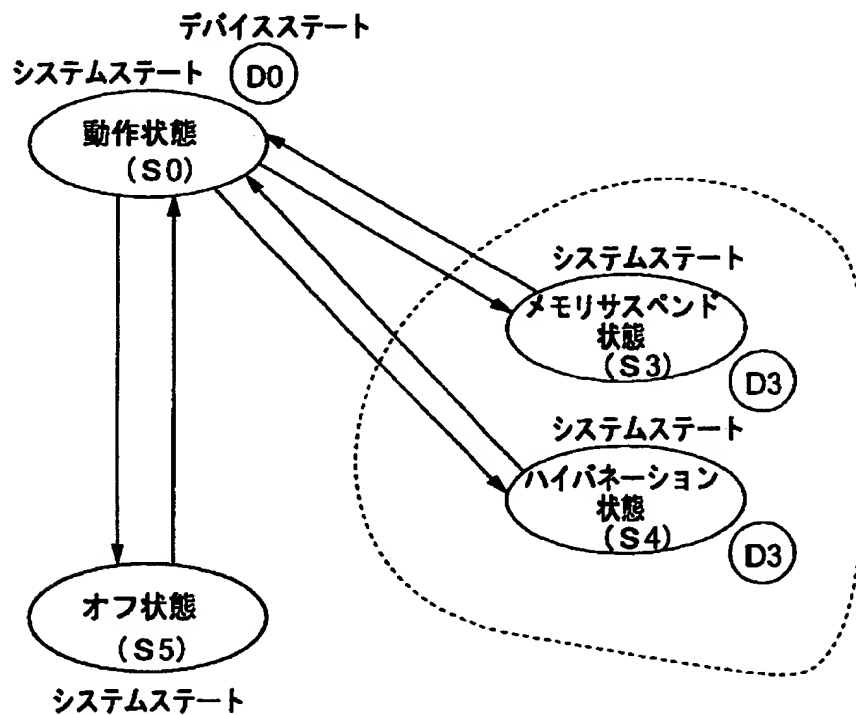 デバイスステート
システムステート
D0
動作状態
(S0)
システムステート
メモリサスペンド
状態
(S3)
D3
システムステート
ハイバネーション
状態
(S4)
D3
オフ状態
(S5)
システムステート